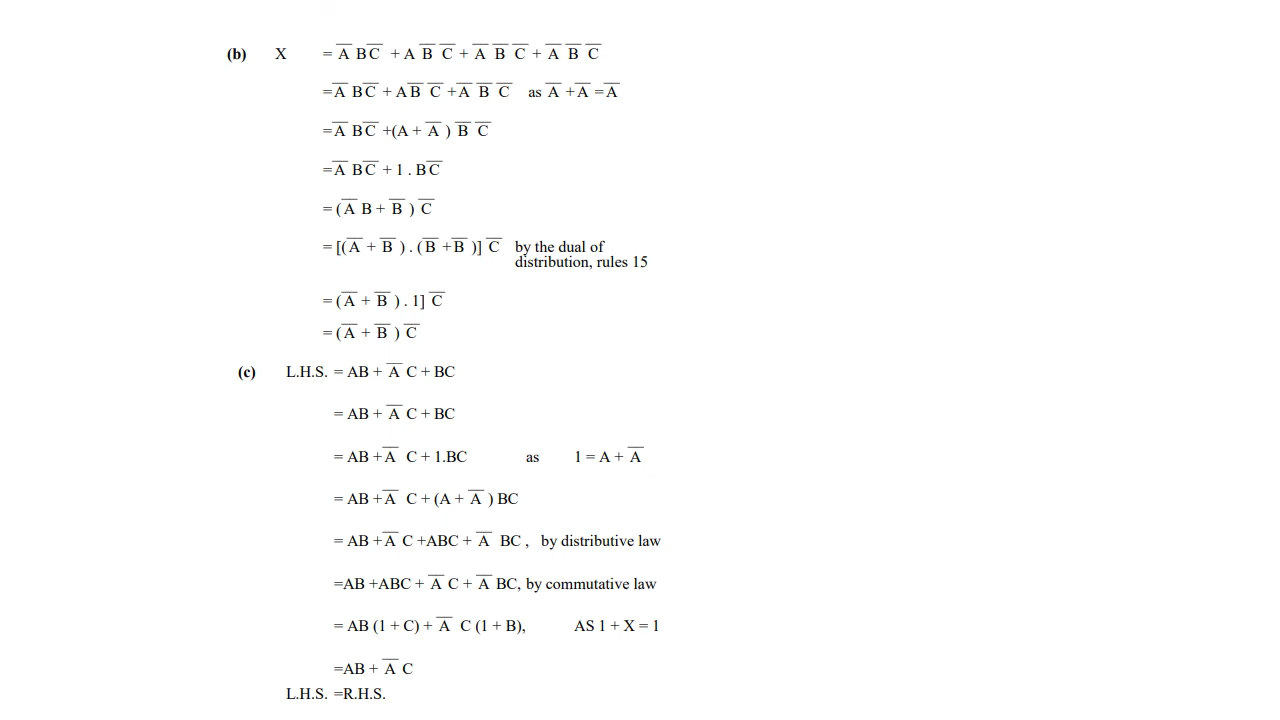 (b) X = A̅ BC̅ + A B̅ C̅ + A̅ B̅ C̅ + A̅ B̅ C̅
=A̅ BC̅ + AB̅ C̅ +A̅ B̅ C̅ as A̅ +A̅ =A̅
=A̅ BC̅ +(A + A̅ ) B̅ C̅
=A̅ BC̅ + 1 . BC̅
= (A̅ B + B̅ ) C̅
= [(A̅ + B̅ ) . (B̅ +B̅ )] C̅ by the dual of
distribution, rules 15
= (A̅ + B̅ ) . 1] C̅
= (A̅ + B̅ ) C̅
(c) L.H.S. = AB + A̅ C + BC
= AB + A̅ C + BC
= AB +A̅ C + 1.BC as 1 = A + A̅
= AB +A̅ C + (A + A̅ ) BC
= AB +A̅ C +ABC + A̅ BC , by distributive law
=AB +ABC + A̅ C + A̅ BC, by commutative law
= AB (1 + C) + A̅ C (1 + B), AS 1 + X = 1
=AB + A̅ C
L.H.S. =R.H.S.